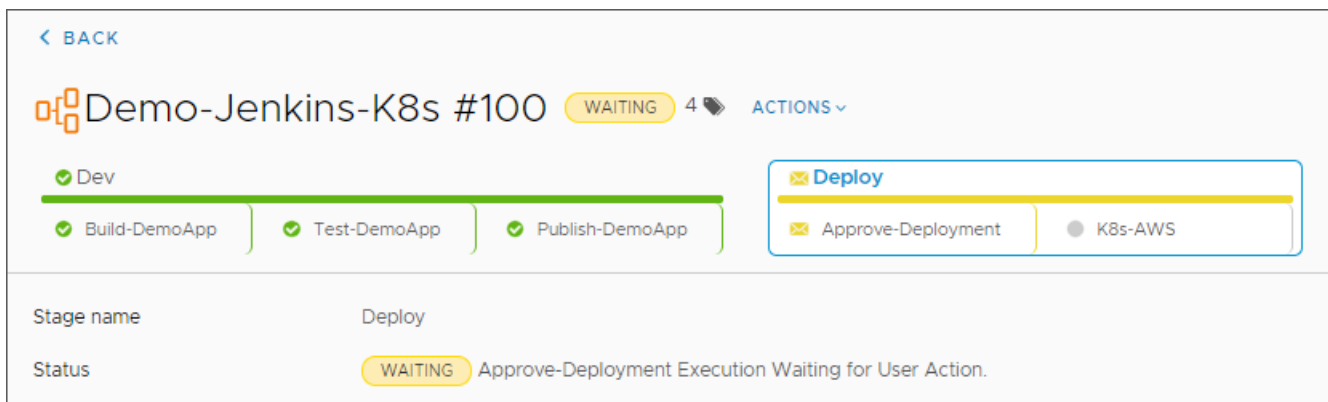 BACK
Demo-Jenkins-K8s #100 WAITING 4 ACTIONS
Dev
Build-DemoApp Test-DemoApp Publish-DemoApp
Deploy
Approve-Deployment K8s-AWS
Stage name Deploy
Status WAITING Approve-Deployment Execution Waiting for User Action.